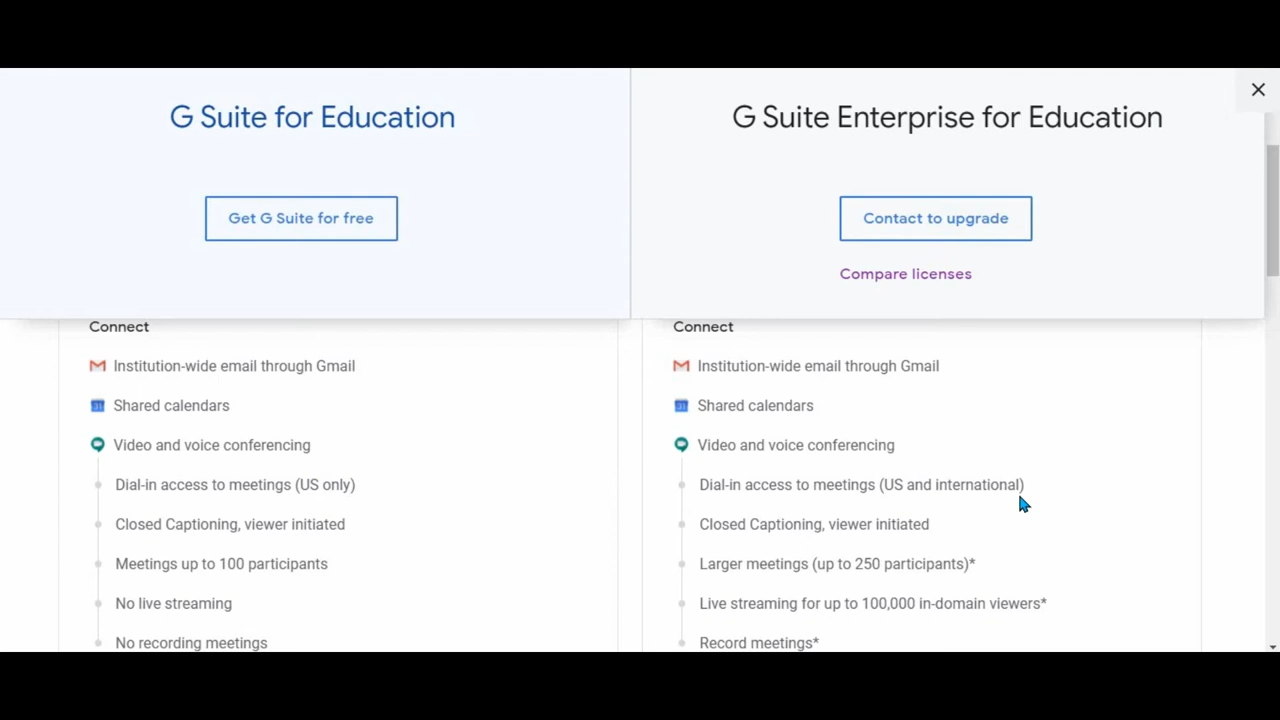 G Suite for Education
Get G Suite for free
G Suite Enterprise for Education
Contact to upgrade
Compare licenses
Connect
Institution-wide email through Gmail
31 Shared calendars
Video and voice conferencing
Dial-in access to meetings (US only)
Closed Captioning, viewer initiated
Meetings up to 100 participants
No live streaming
No recording meetings
Connect
Institution-wide email through Gmail
31 Shared calendars
Video and voice conferencing
Dial-in access to meetings (US and international)
Closed Captioning, viewer initiated
Larger meetings (up to 250 participants)*
Live streaming for up to 100,000 in-domain viewers*
Record meetings*